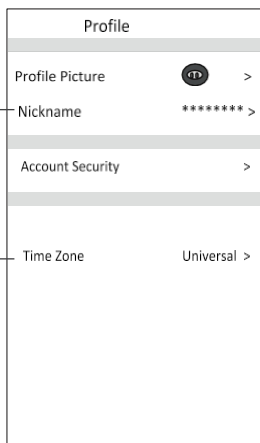 Profile
Profile Picture >
Nickname ******** >
Account Security >
Time Zone Universal >